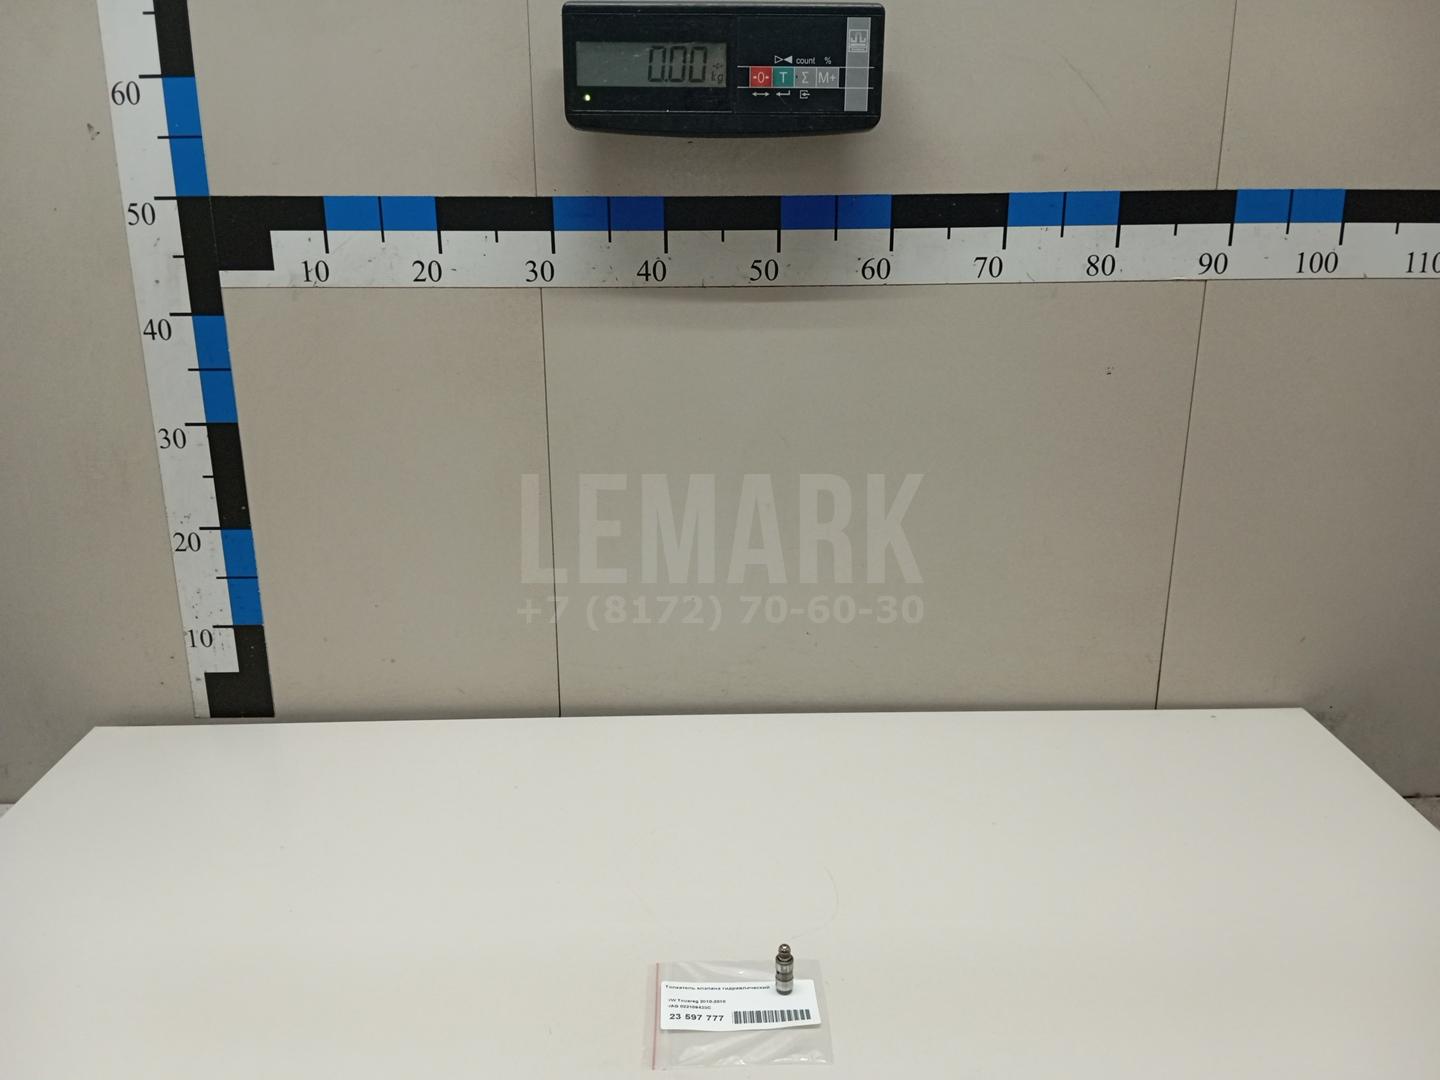 0.00 kg
count %
→0← T Σ M+
60
50
10 20 30 40 50 60 70 80 90 100 110
40
30
20
10
LEMARK
+7 (8172) 70-60-30
Толкатель клапана гидравлический
VW Touareg 2010-2018
23 597 777